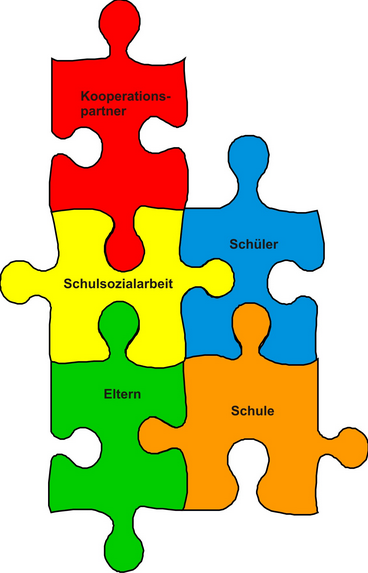 Kooperations-
partner
Schüler
Schulsozialarbeit
Eltern
Schule